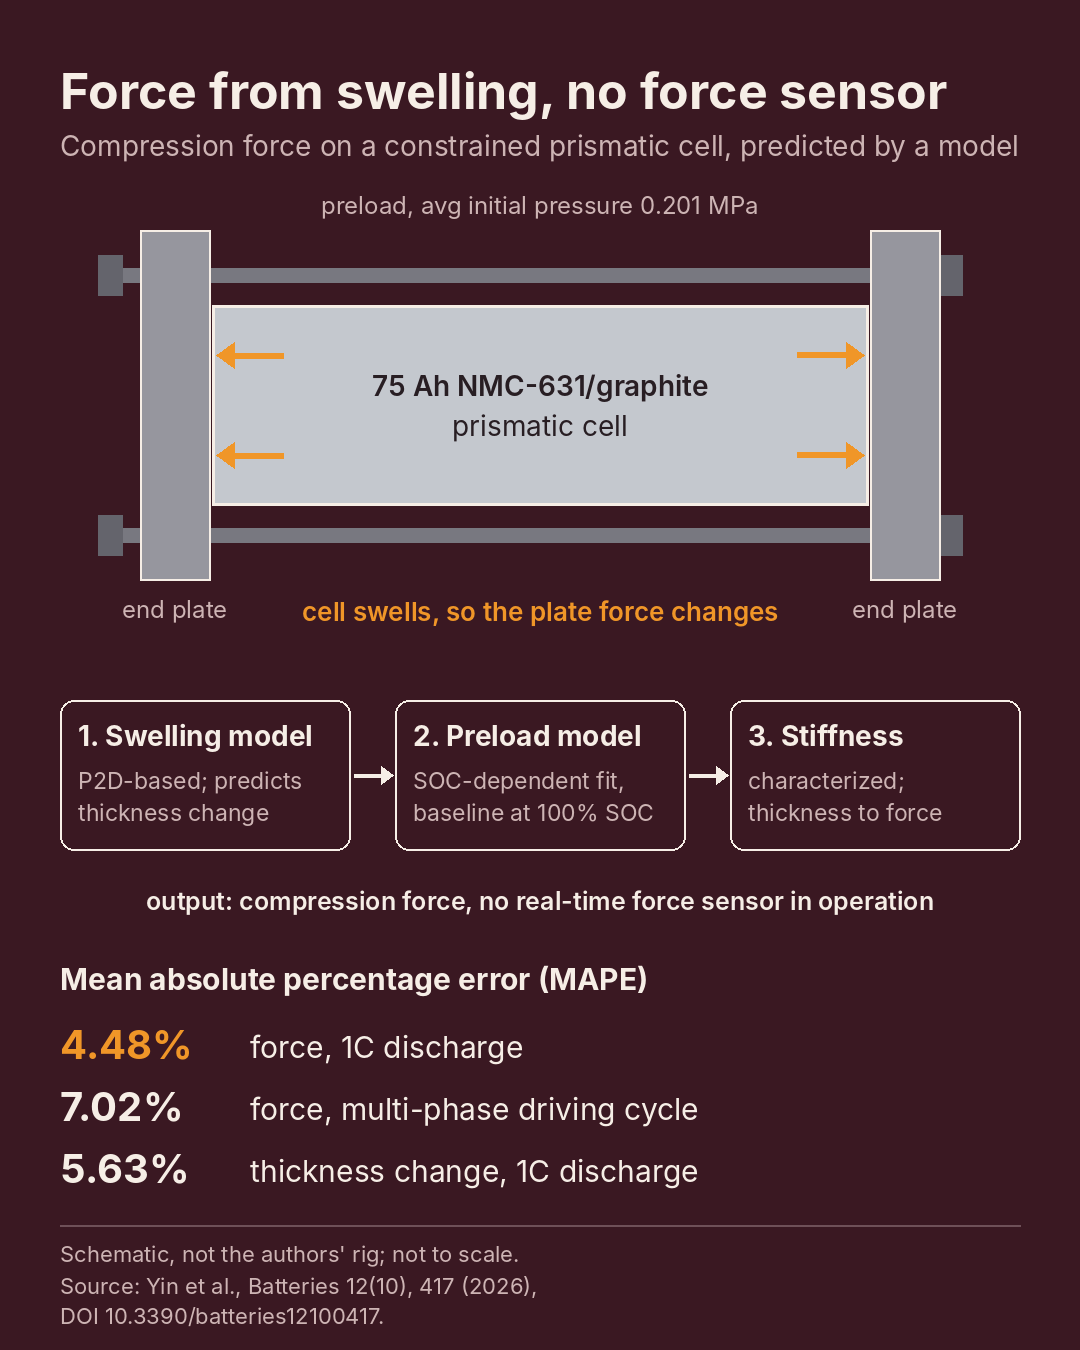 Force from swelling, no force sensor
Compression force on a constrained prismatic cell, predicted by a model
preload, avg initial pressure 0.201 MPa
75 Ah NMC-631/graphite
prismatic cell
end plate
cell swells, so the plate force changes
end plate
1. Swelling model
P2D-based; predicts
thickness change
2. Preload model
SOC-dependent fit,
baseline at 100% SOC
3. Stiffness
characterized;
thickness to force
output: compression force, no real-time force sensor in operation
Mean absolute percentage error (MAPE)
4.48% force, 1C discharge
7.02% force, multi-phase driving cycle
5.63% thickness change, 1C discharge
Schematic, not the authors' rig; not to scale.
Source: Yin et al., Batteries 12(10), 417 (2026),
DOI 10.3390/batteries12100417.